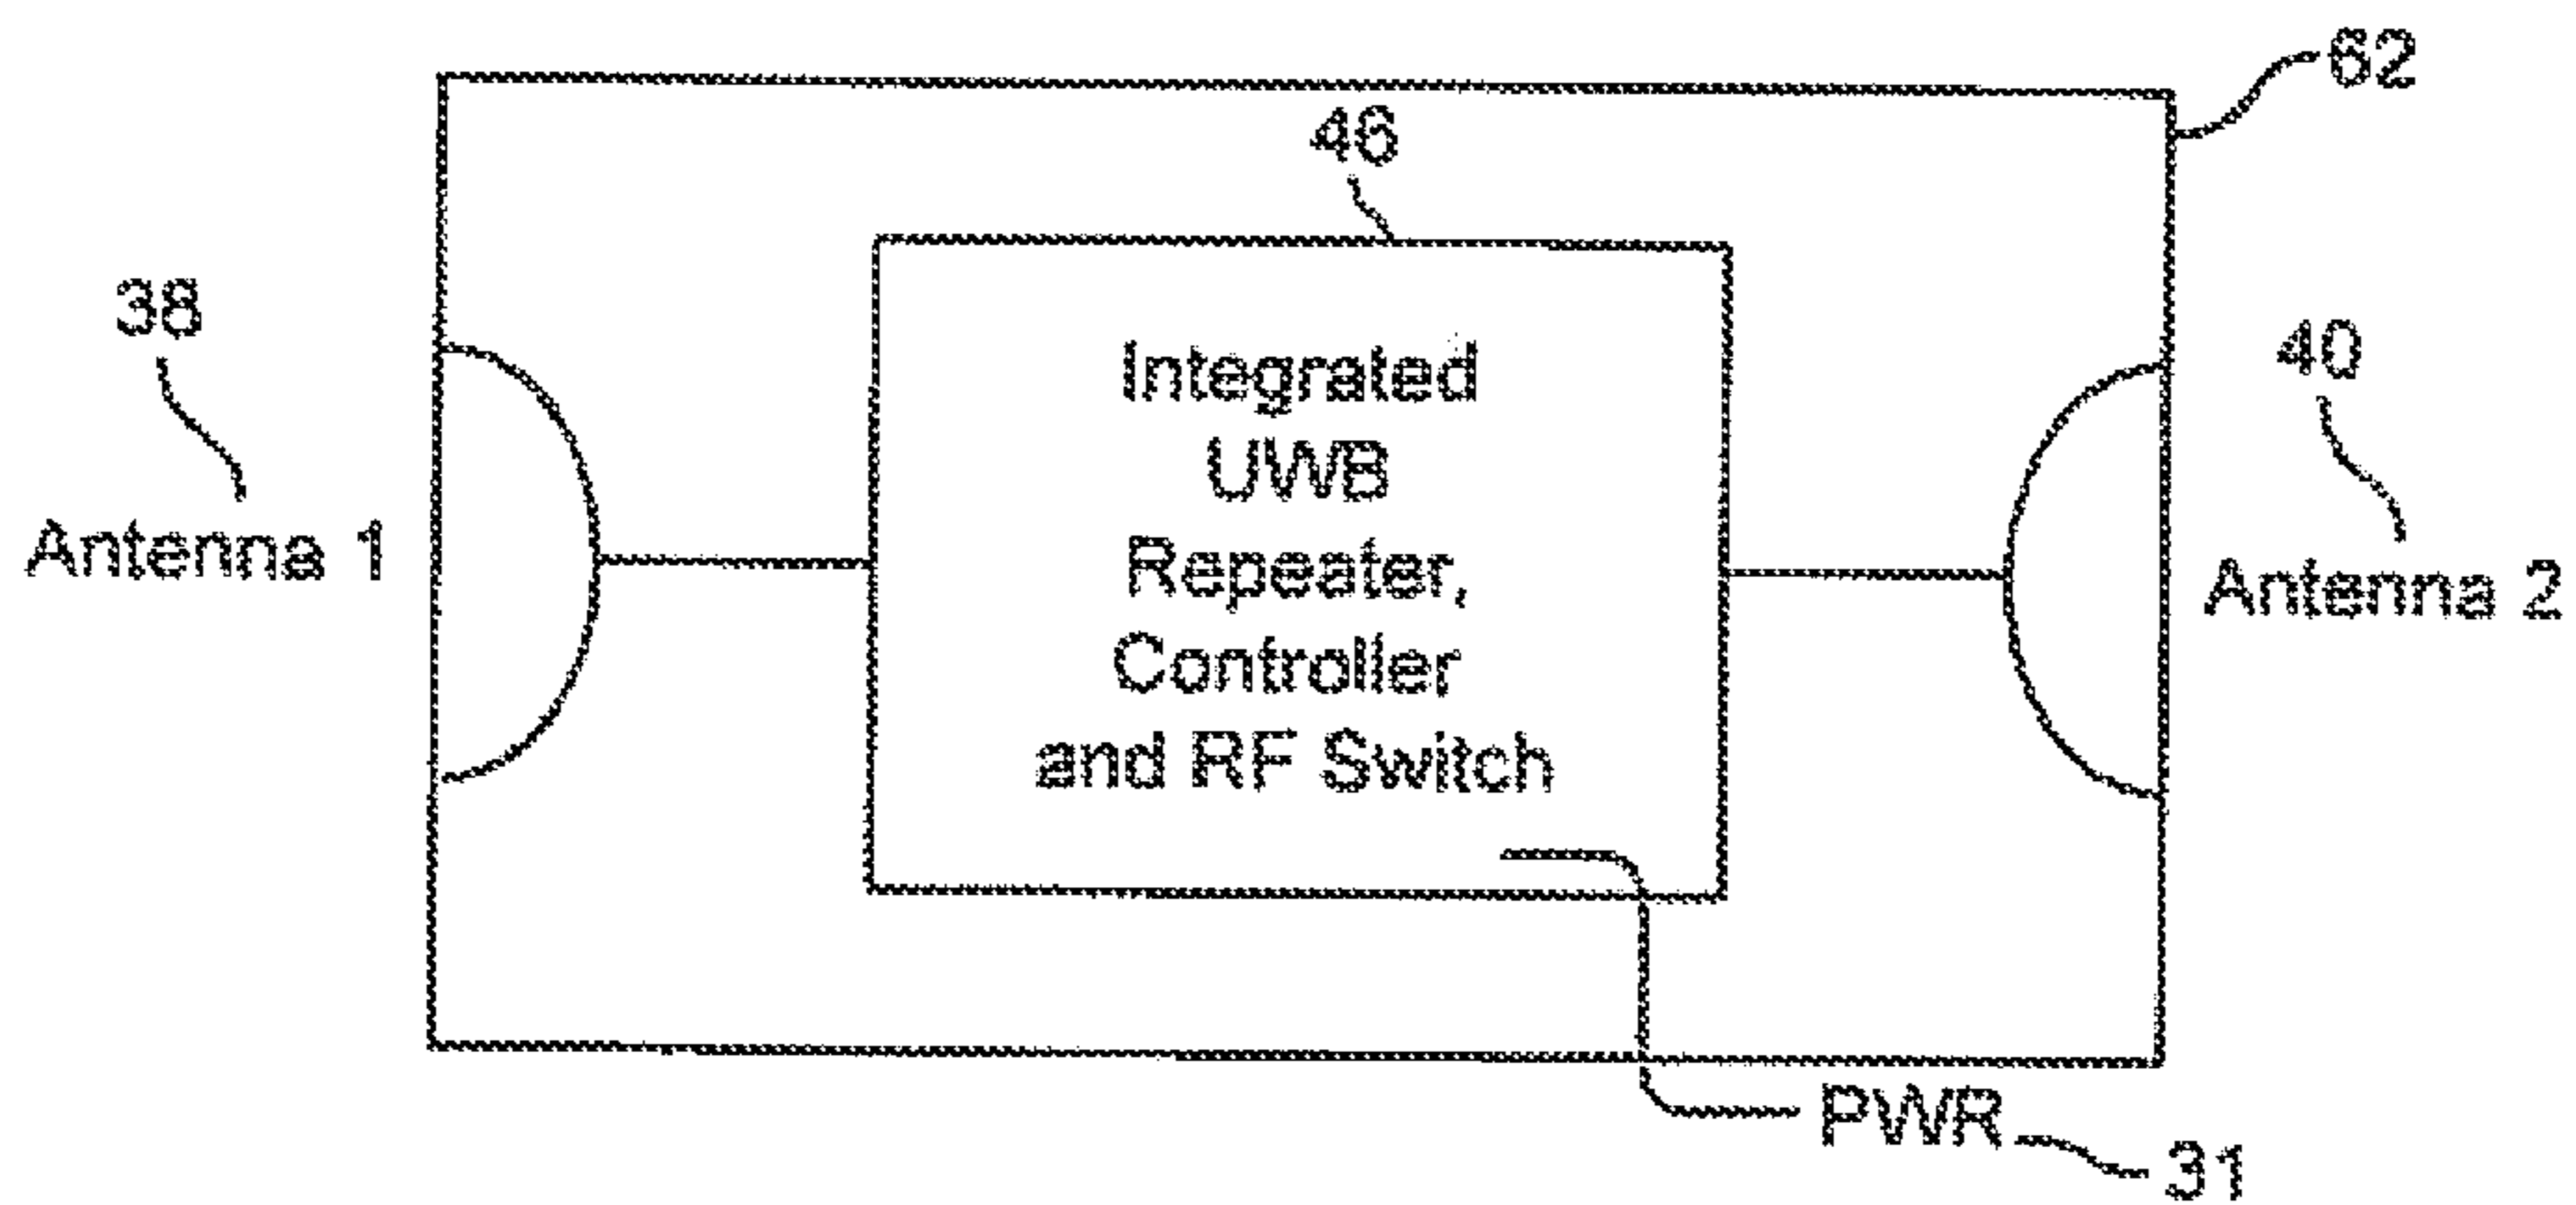 62
46
38
Antenna 1
Integrated
UWB
Repeater,
Controller
and RF Switch
40
Antenna 2
PWR
31